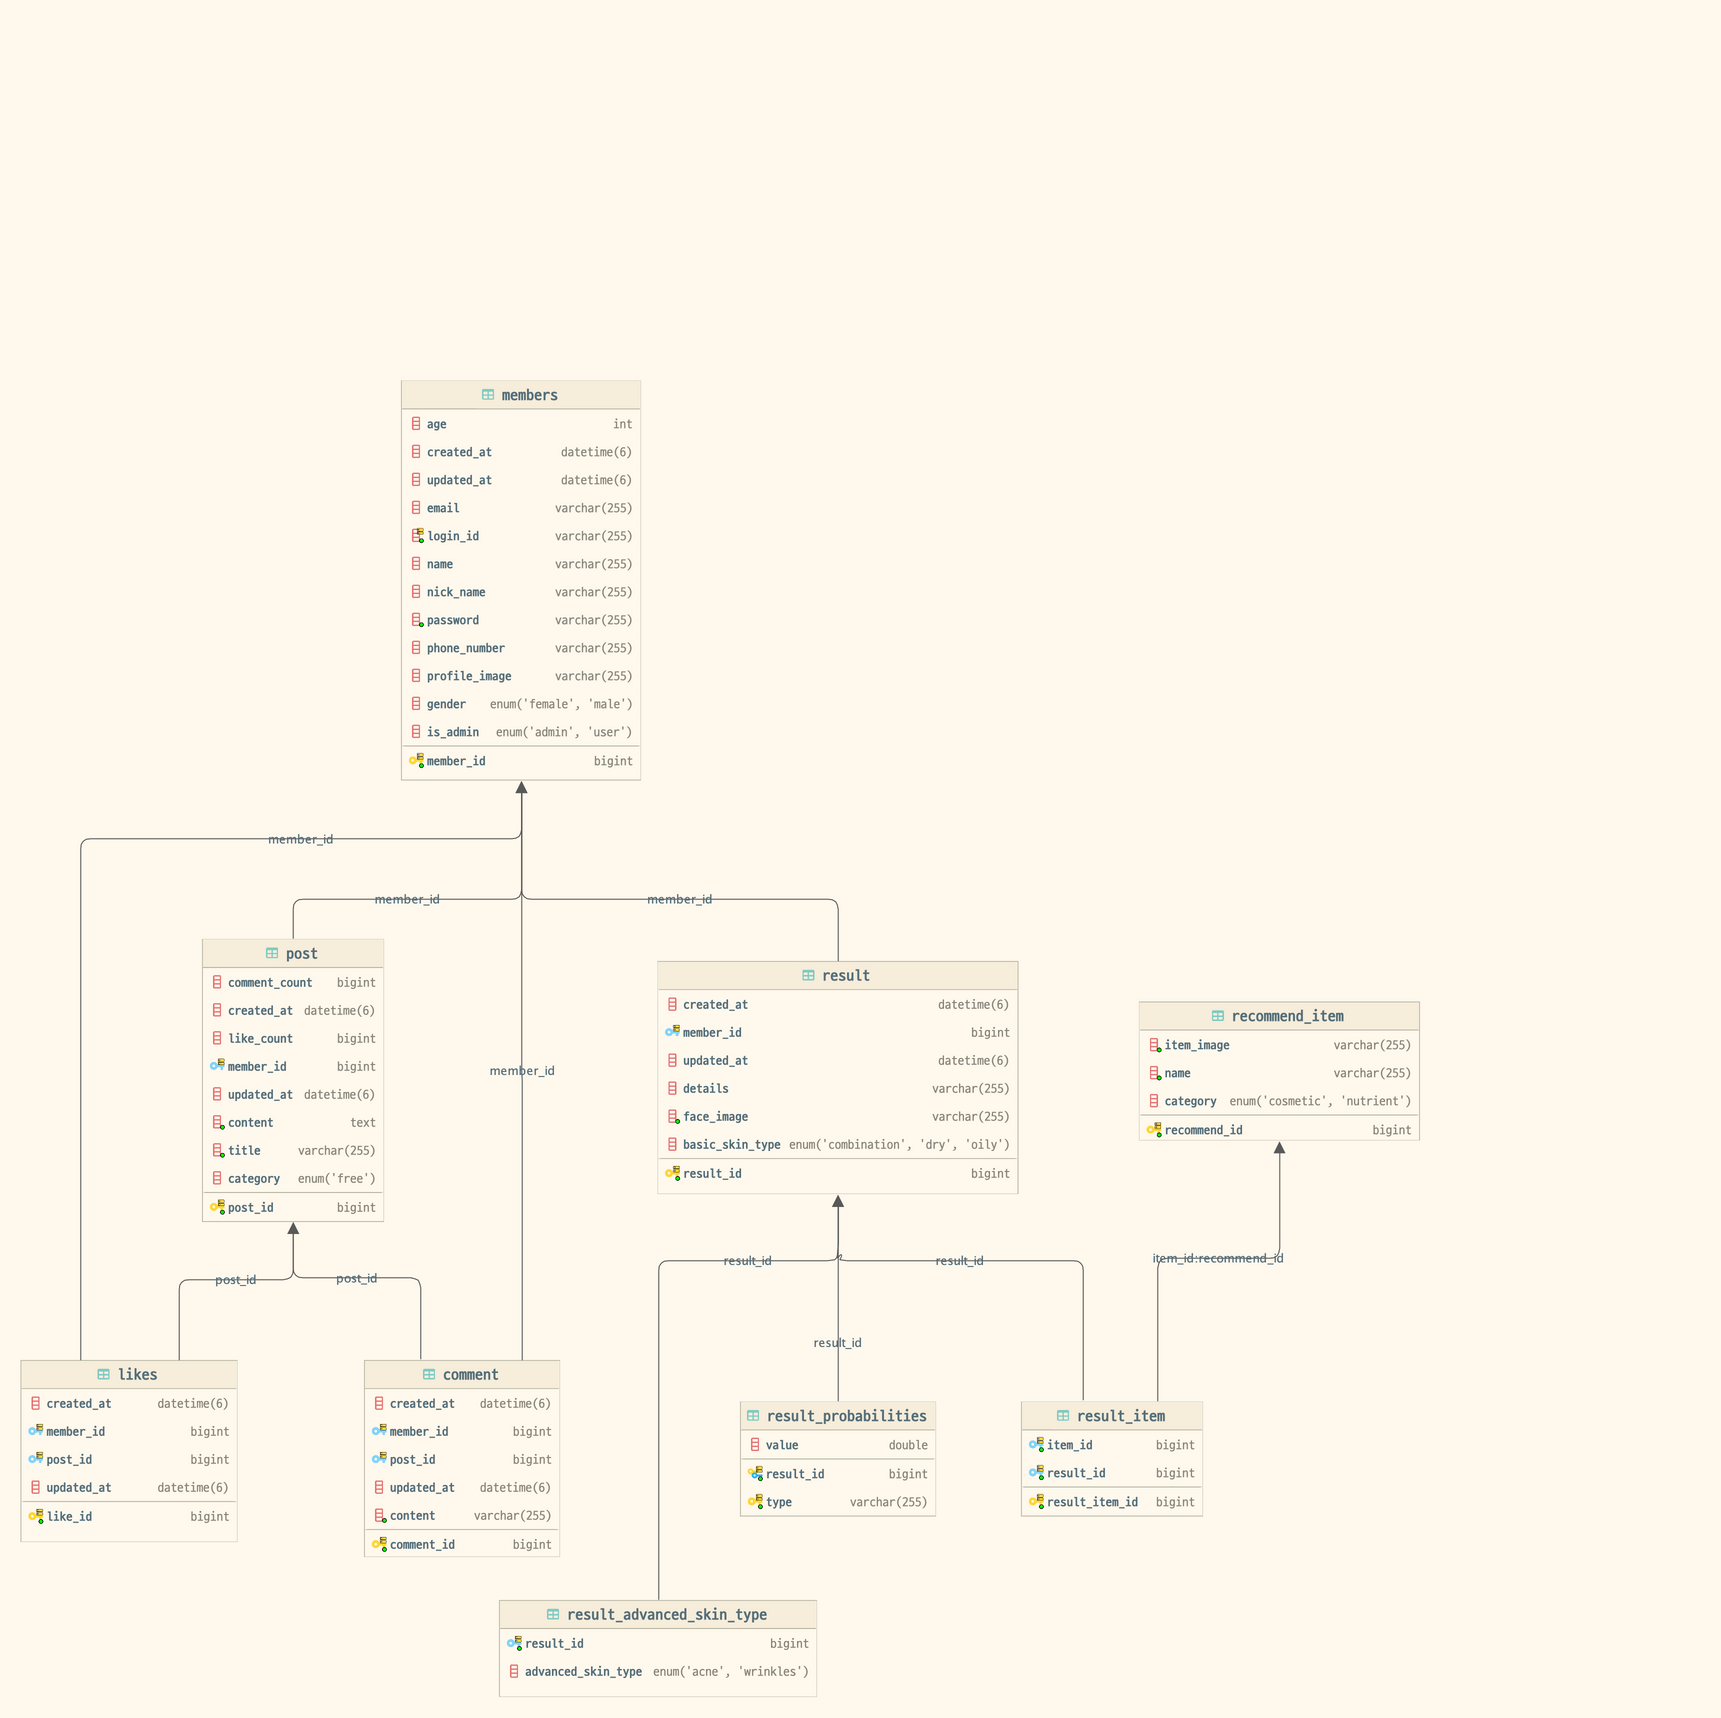 members
age int
created_at datetime(6)
updated_at datetime(6)
email varchar(255)
login_id varchar(255)
name varchar(255)
nick_name varchar(255)
password varchar(255)
phone_number varchar(255)
profile_image varchar(255)
gender enum('female', 'male')
is_admin enum('admin', 'user')
member_id bigint
member_id
member_id
member_id
member_id
post
comment_count bigint
created_at datetime(6)
like_count bigint
member_id bigint
updated_at datetime(6)
content text
title varchar(255)
category enum('free')
post_id bigint
result
created_at datetime(6)
member_id bigint
updated_at datetime(6)
details varchar(255)
face_image varchar(255)
basic_skin_type enum('combination', 'dry', 'oily')
result_id bigint
recommend_item
item_image varchar(255)
name varchar(255)
category enum('cosmetic', 'nutrient')
recommend_id bigint
post_id
post_id
result_id
result_id
item_id:recommend_id
result_id
likes
created_at datetime(6)
member_id bigint
post_id bigint
updated_at datetime(6)
like_id bigint
comment
created_at datetime(6)
member_id bigint
post_id bigint
updated_at datetime(6)
content varchar(255)
comment_id bigint
result_probabilities
value double
result_id bigint
type varchar(255)
result_item
item_id bigint
result_id bigint
result_item_id bigint
result_advanced_skin_type
result_id bigint
advanced_skin_type enum('acne', 'wrinkles')